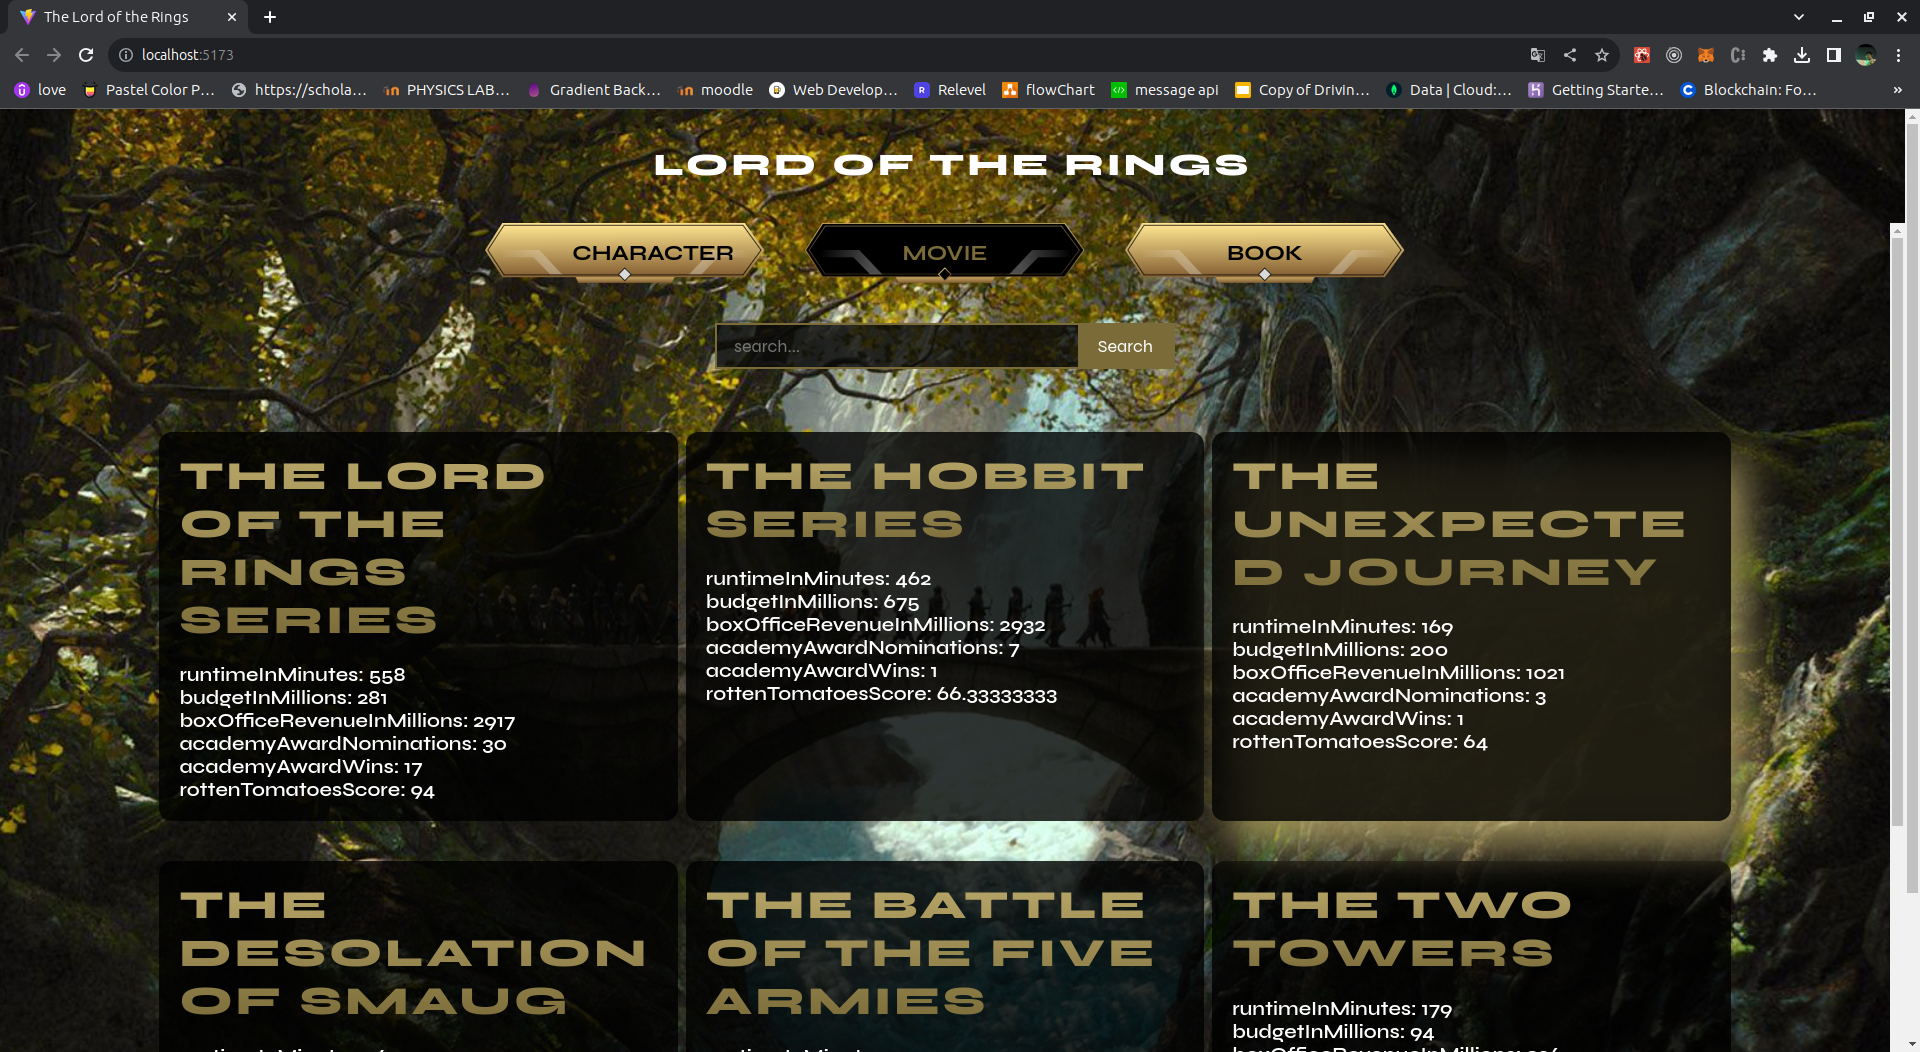 The Lord of the Rings
localhost:5173
love
Pastel Color P...
https://schola...
PHYSICS LAB...
Gradient Back...
moodle
Web Develop...
Relevel
flowChart
message api
Copy of Drivin...
Data | Cloud:...
Getting Starte...
Blockchain: Fo...
»
LORD OF THE RINGS
CHARACTER
MOVIE
BOOK
search...
Search
THE LORD
OF THE
RINGS
SERIES
runtimeInMinutes: 558
budgetInMillions: 281
boxOfficeRevenueInMillions: 2917
academyAwardNominations: 30
academyAwardWins: 17
rottenTomatoesScore: 94
THE HOBBIT
SERIES
runtimeInMinutes: 462
budgetInMillions: 675
boxOfficeRevenueInMillions: 2932
academyAwardNominations: 7
academyAwardWins: 1
rottenTomatoesScore: 66.33333333
THE
UNEXPECTE
D JOURNEY
runtimeInMinutes: 169
budgetInMillions: 200
boxOfficeRevenueInMillions: 1021
academyAwardNominations: 3
academyAwardWins: 1
rottenTomatoesScore: 64
THE
DESOLATION
OF SMAUG
THE BATTLE
OF THE FIVE
ARMIES
THE TWO
TOWERS
runtimeInMinutes: 179
budgetInMillions: 94